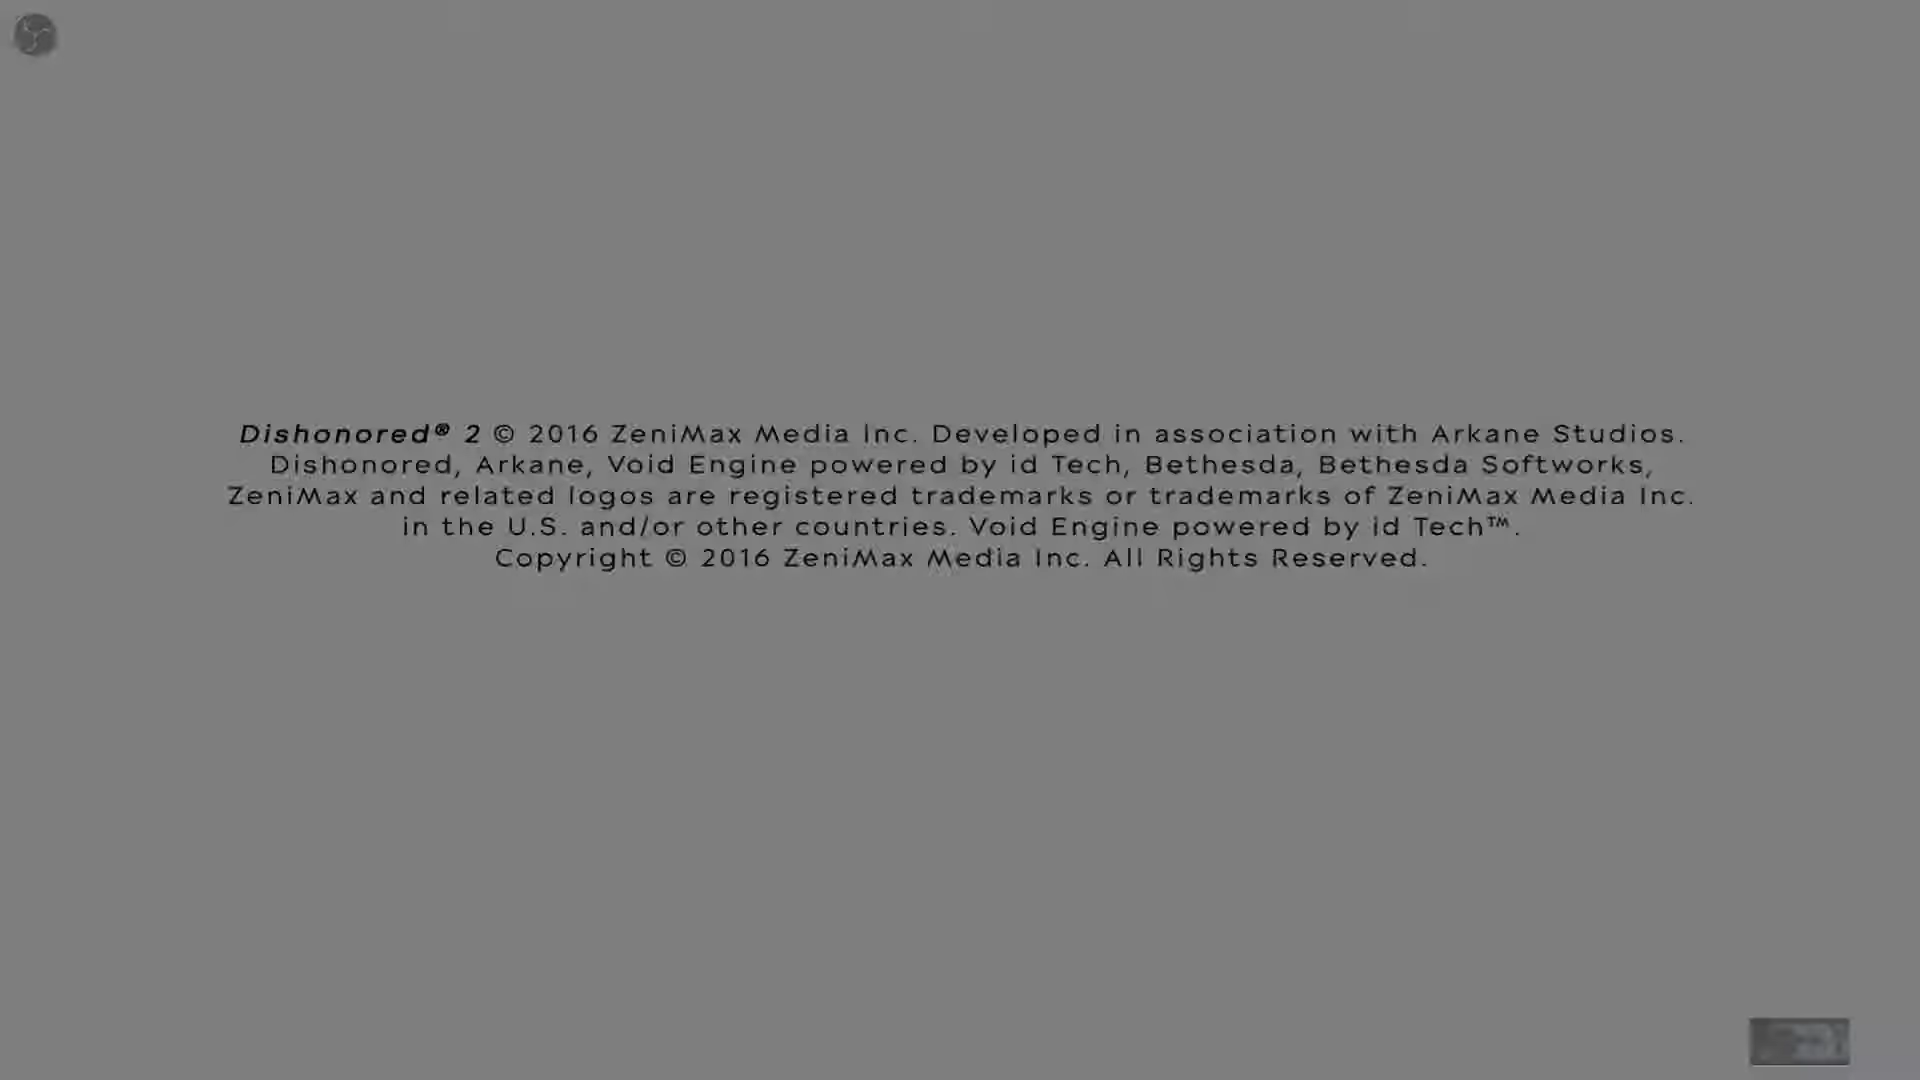 Dishonored® 2 © 2016 ZeniMax Media Inc. Developed in association with Arkane Studios.
Dishonored, Arkane, Void Engine powered by id Tech, Bethesda, Bethesda Softworks,
ZeniMax and related logos are registered trademarks or trademarks of ZeniMax Media Inc.
in the U.S. and/or other countries. Void Engine powered by id Tech™.
Copyright © 2016 ZeniMax Media Inc. All Rights Reserved.